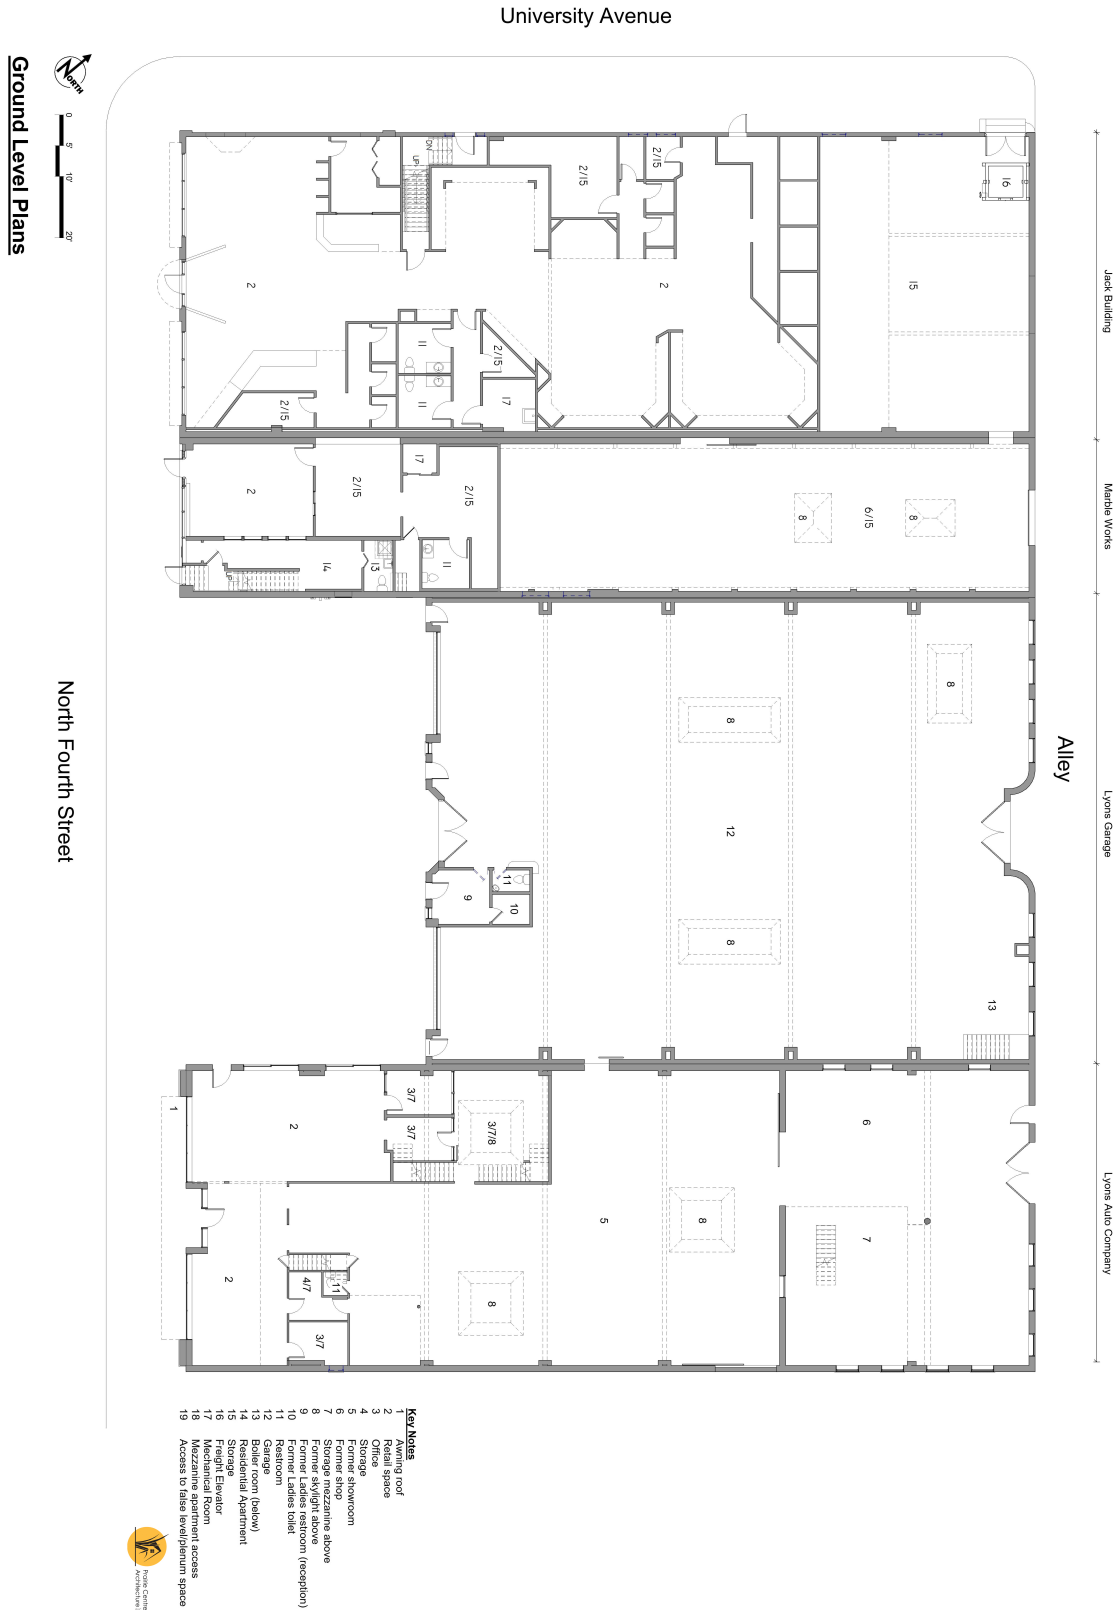 University Avenue
Ground Level Plans
NORTH
0
5'
10'
20'
North Fourth Street
Alley
Jack Building
Marble Works
Lyons Garage
Lyons Auto Company
DN
UP
2/15
2/15
16
2
2
15
11
2/15
11
17
2/15
2
2/15
17
2/15
8
6/15
8
11
14
13
UP
8
8
12
11
9
10
8
13
1
2
3/7
3/7
3/7/8
6
5
8
7
2
4/7
11
8
3/7
Key Notes
1 Awning roof
2 Retail space
3 Office
4 Storage
5 Former showroom
6 Former shop
7 Storage mezzanine above
8 Former skylight above
9 Former Ladies restroom (reception)
10 Former Ladies toilet
11 Restroom
12 Garage
13 Boiler room (below)
14 Residential Apartment
15 Storage
16 Freight Elevator
17 Mechanical Room
18 Mezzanine apartment access
19 Access to false level/plenum space
Prairie Centre
Architecture